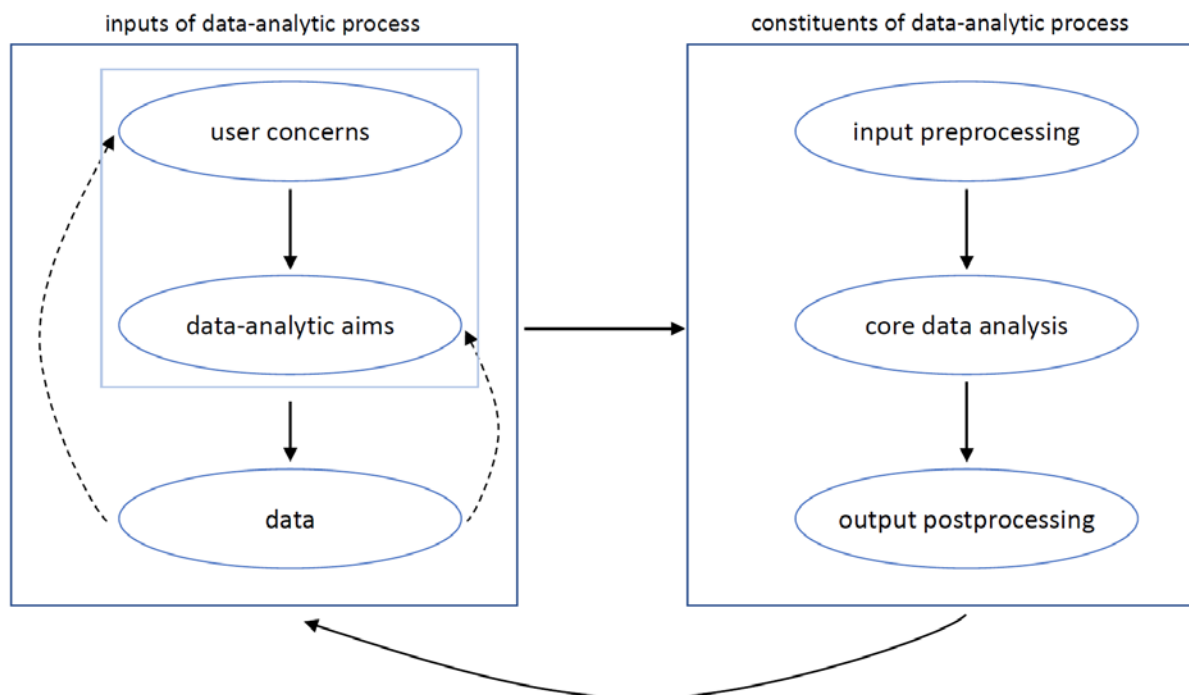 inputs of data-analytic process
user concerns
data-analytic aims
data
constituents of data-analytic process
input preprocessing
core data analysis
output postprocessing